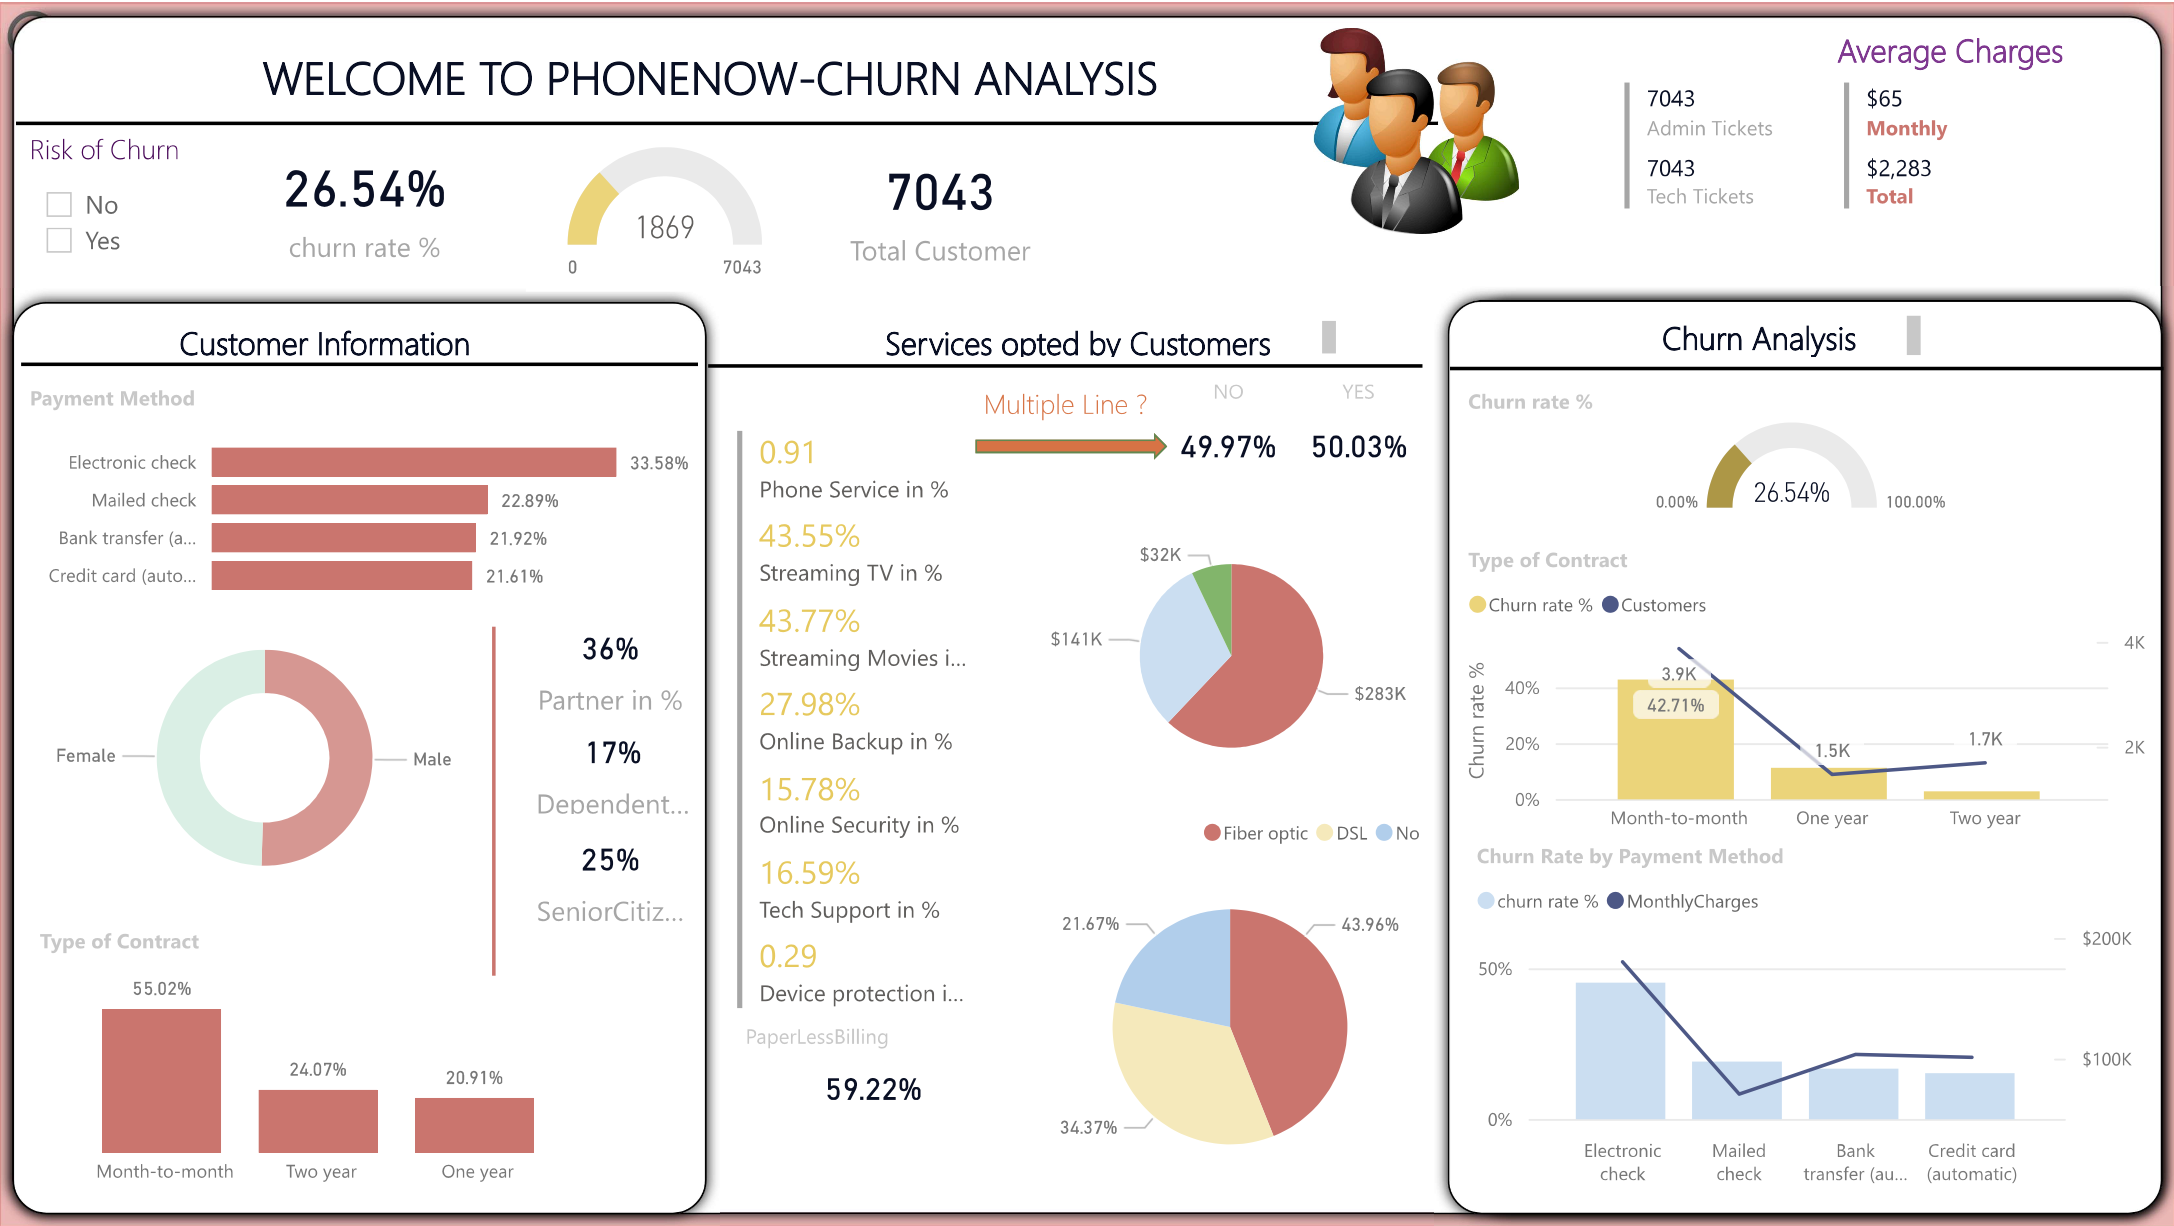 WELCOME TO PHONENOW-CHURN ANALYSIS
Average Charges
7043
Admin Tickets
7043
Tech Tickets
$65
Monthly
$2,283
Total
Risk of Churn
No
Yes
26.54%
churn rate %
1869
0
7043
7043
Total Customer
Customer Information
Payment Method
Electronic check
33.58%
Mailed check
22.89%
Bank transfer (a...
21.92%
Credit card (auto...
21.61%
Female
Male
36%
Partner in %
17%
Dependent...
25%
SeniorCitiz...
Type of Contract
55.02%
24.07%
20.91%
Month-to-month
Two year
One year
Services opted by Customers
Multiple Line ?
NO
YES
49.97%
50.03%
0.91
Phone Service in %
43.55%
Streaming TV in %
43.77%
Streaming Movies i...
27.98%
Online Backup in %
15.78%
Online Security in %
16.59%
Tech Support in %
0.29
Device protection i...
PaperLessBilling
59.22%
$32K
$141K
$283K
Fiber optic
DSL
No
21.67%
43.96%
34.37%
Churn Analysis
Churn rate %
26.54%
0.00%
100.00%
Type of Contract
Churn rate %
Customers
Churn rate %
40%
20%
0%
4K
2K
3.9K
42.71%
1.5K
1.7K
Month-to-month
One year
Two year
Churn Rate by Payment Method
churn rate %
MonthlyCharges
50%
0%
$200K
$100K
Electronic
check
Mailed
check
Bank
transfer (au...
Credit card
(automatic)